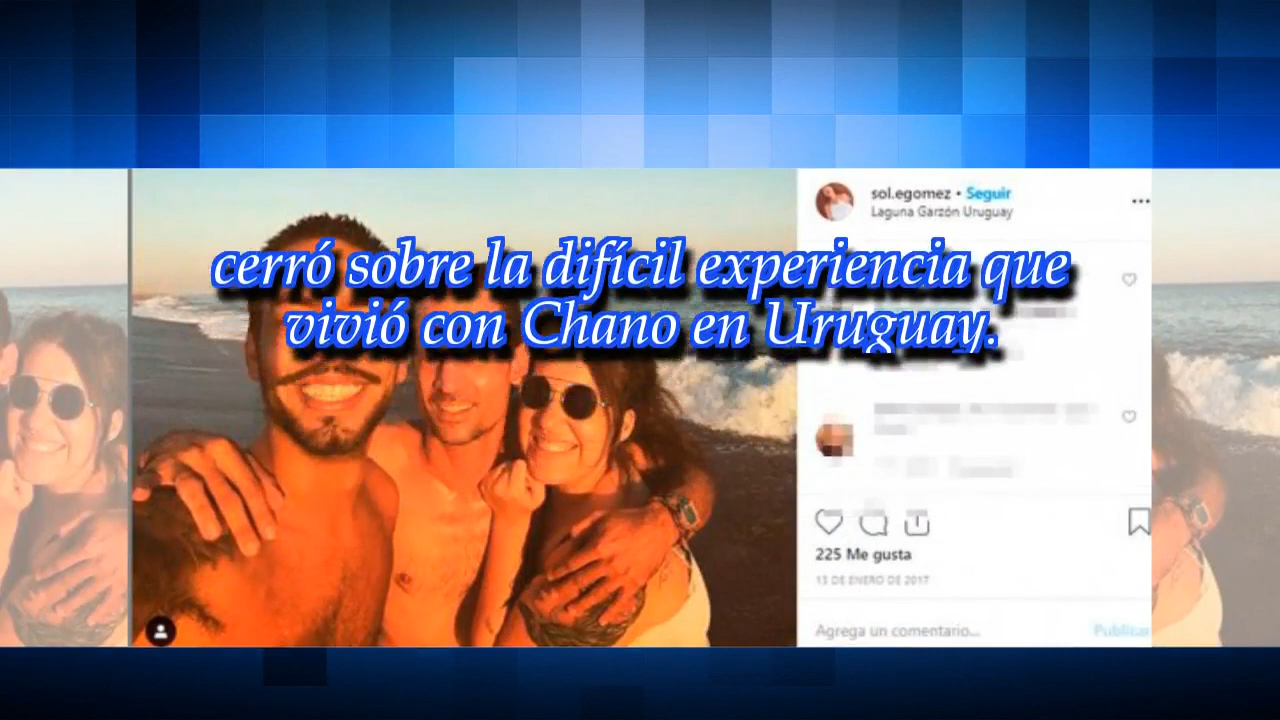 cerró sobre la difícil experiencia que
vivió con Chano en Uruguay.
sol.egomez • Seguir
Laguna Garzón Uruguay
225 Me gusta
13 DE ENERO DE 2017
Agrega un comentario...
Publicar